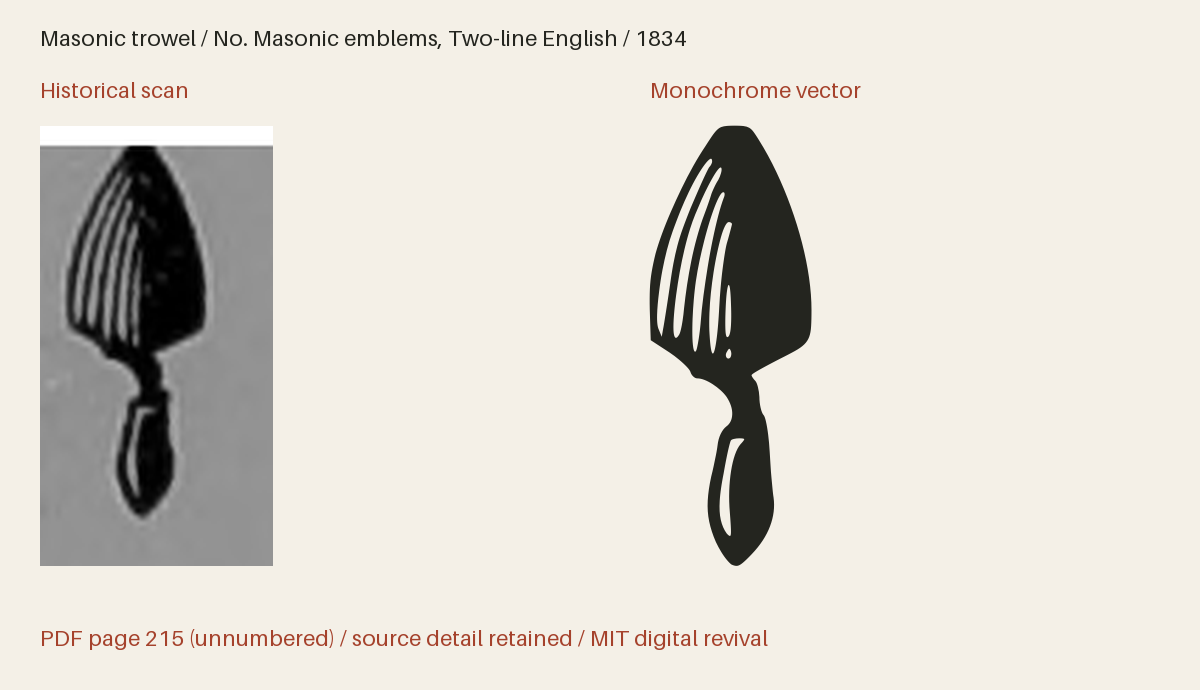 Masonic trowel / No. Masonic emblems, Two-line English / 1834
Historical scan
Monochrome vector
PDF page 215 (unnumbered) / source detail retained / MIT digital revival